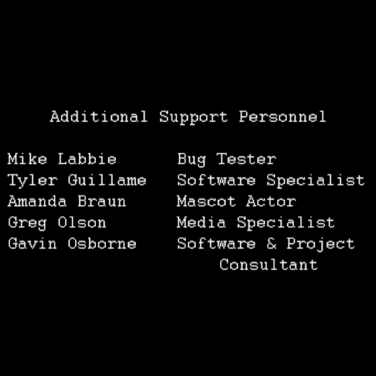 Additional Support Personnel
Mike Labbie Bug Tester
Tyler Guillame Software Specialist
Amanda Braun Mascot Actor
Greg Olson Media Specialist
Gavin Osborne Software & Project
Consultant